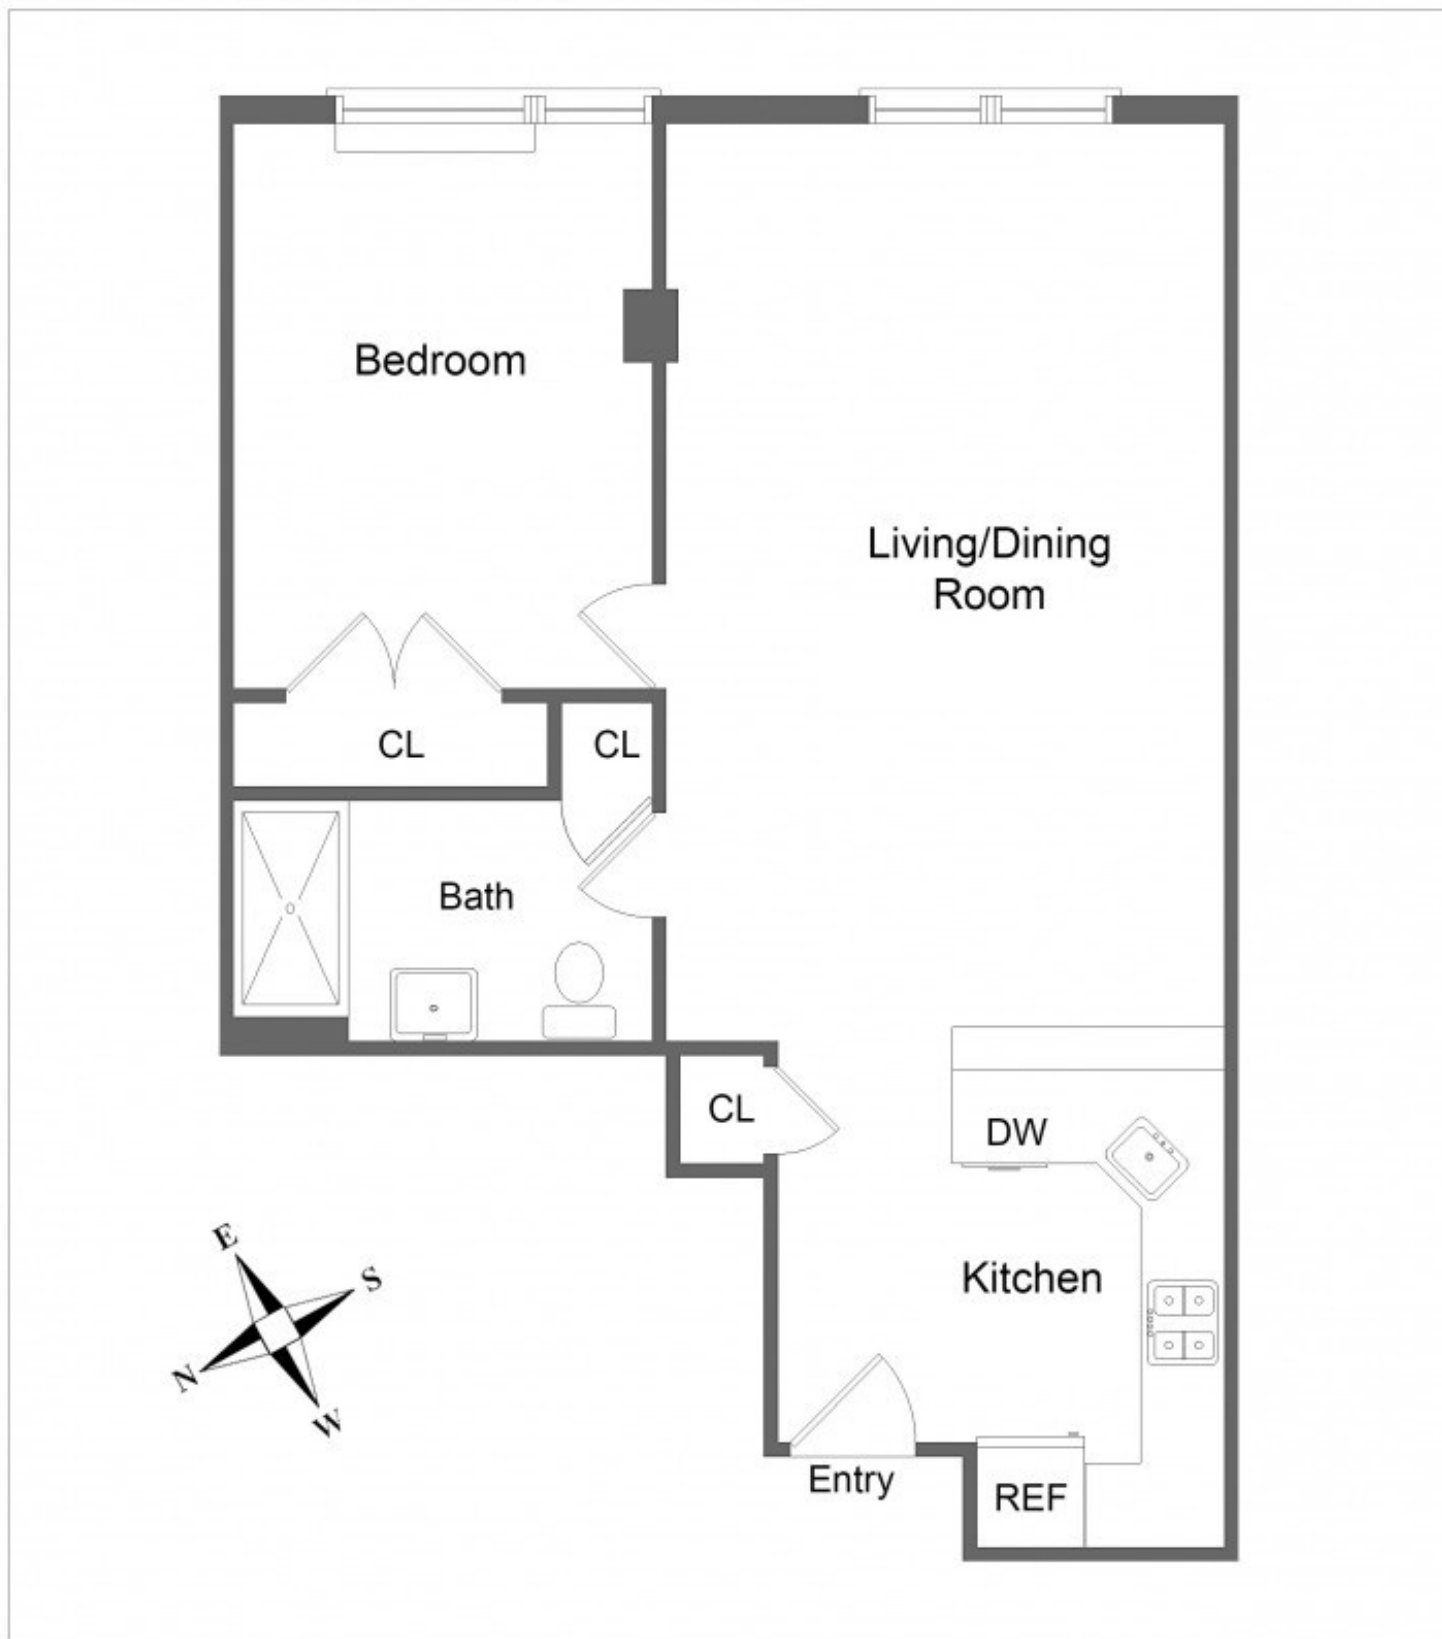 Bedroom
Living/Dining
Room
CL
CL
Bath
CL
DW
Kitchen
E
S
N
W
Entry
REF